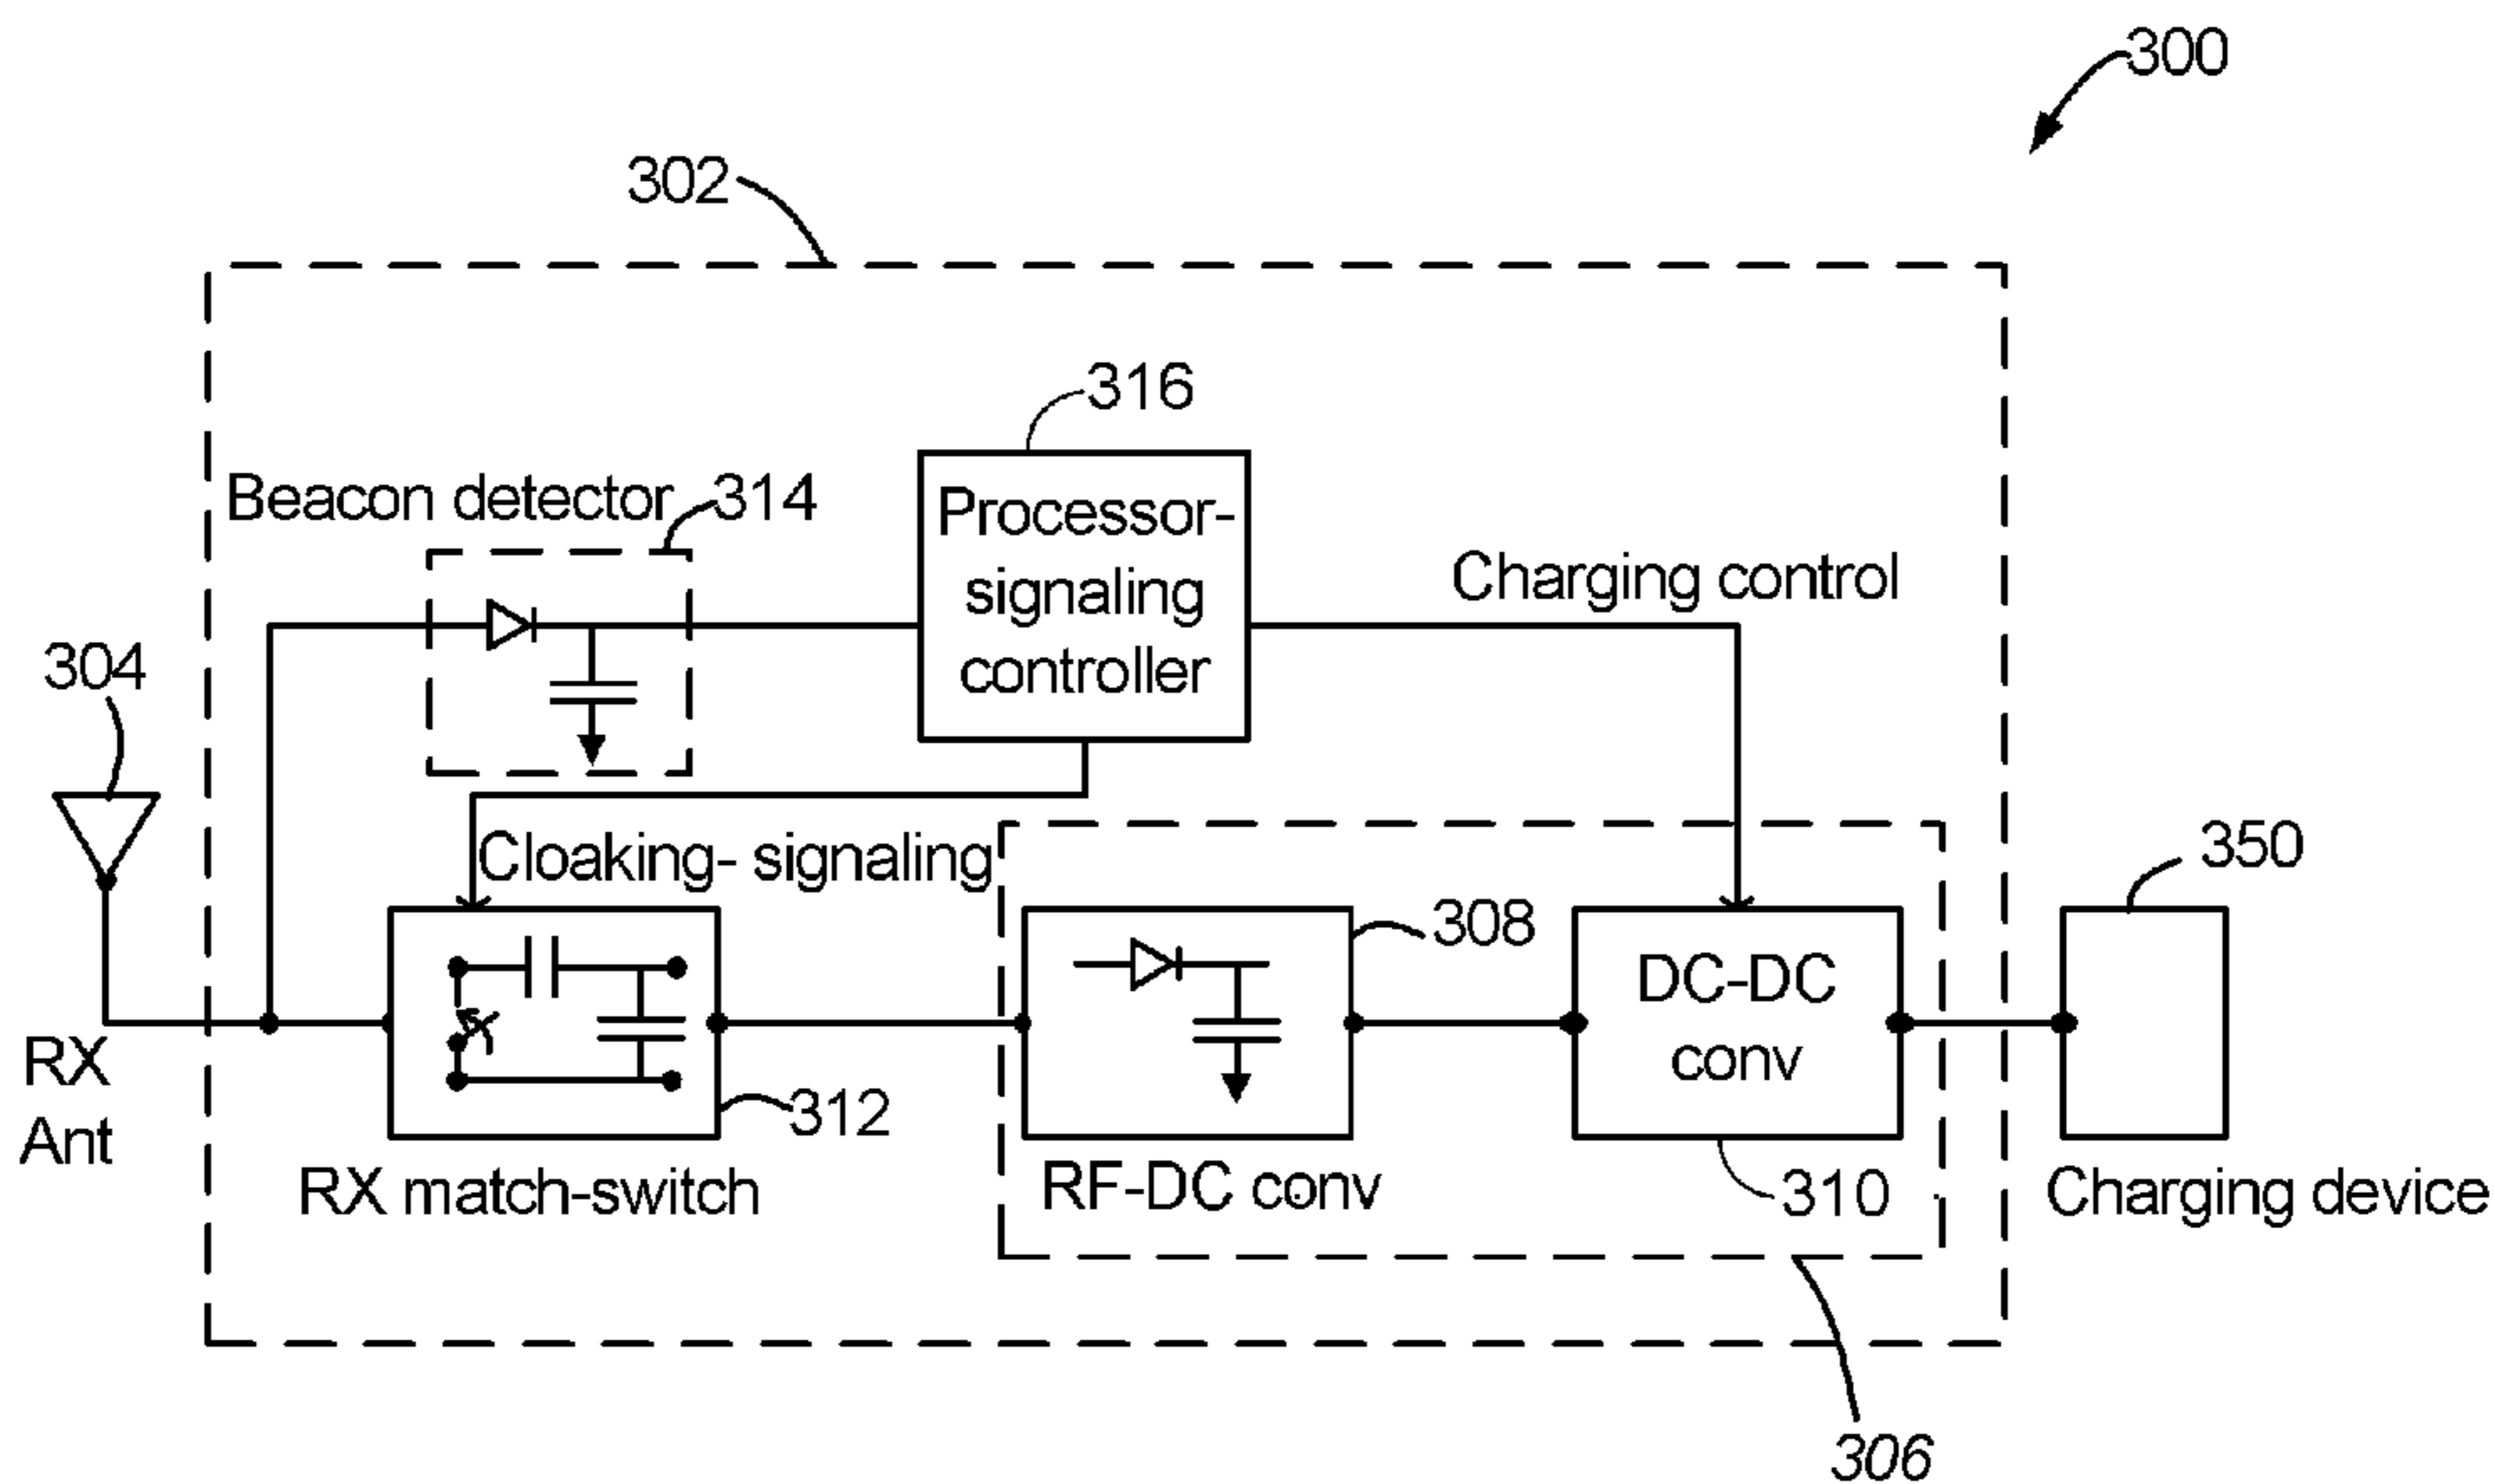 300
302
316
Beacon detector
314
Processor-
signaling
controller
Charging control
304
Cloaking- signaling
350
308
DC-DC
conv
RX
Ant
312
RX match-switch
RF-DC conv
310
Charging device
306